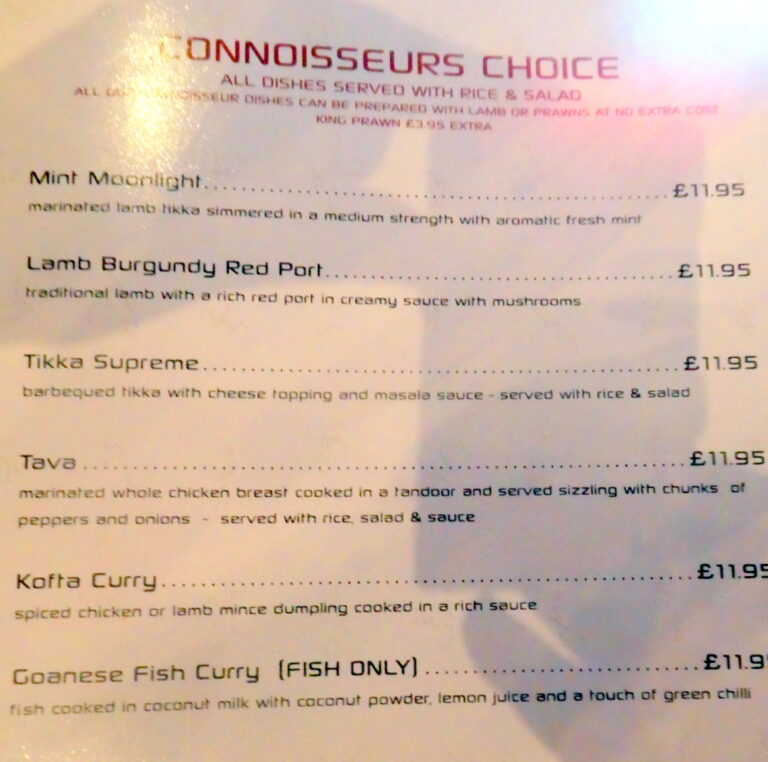 CONNOISSEURS CHOICE
ALL DISHES SERVED WITH RICE & SALAD
ALL CONNOISSEUR DISHES CAN BE PREPARED WITH LAMB OR PRAWNS AT NO EXTRA COST
KING PRAWN £3.95 EXTRA
Mint Moonlight........................................£11.95
marinated lamb tikka simmered in a medium strength with aromatic fresh mint
Lamb Burgundy Red Port..............................£11.95
traditional lamb with a rich red port in creamy sauce with mushrooms
Tikka Supreme.........................................£11.95
barbequed tikka with cheese topping and masala sauce - served with rice & salad
Tava....................................................£11.95
marinated whole chicken breast cooked in a tandoor and served sizzling with chunks of
peppers and onions - served with rice, salad & sauce
Kofta Curry............................................£11.95
spiced chicken or lamb mince dumpling cooked in a rich sauce
Goanese Fish Curry (FISH ONLY)........................£11.9
fish cooked in coconut milk with coconut powder, lemon juice and a touch of green chilli